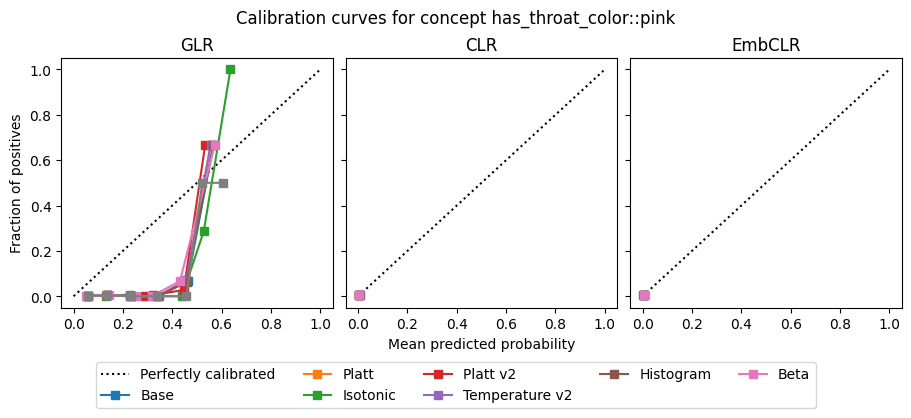 Calibration curves for concept has_throat_color::pink
GLR
CLR
EmbCLR
Fraction of positives
1.0
0.8
0.6
0.4
0.2
0.0
0.0 0.2 0.4 0.6 0.8 1.0
0.0 0.2 0.4 0.6 0.8 1.0
0.0 0.2 0.4 0.6 0.8 1.0
Mean predicted probability
Perfectly calibrated
Base
Platt
Isotonic
Platt v2
Temperature v2
Histogram
Beta